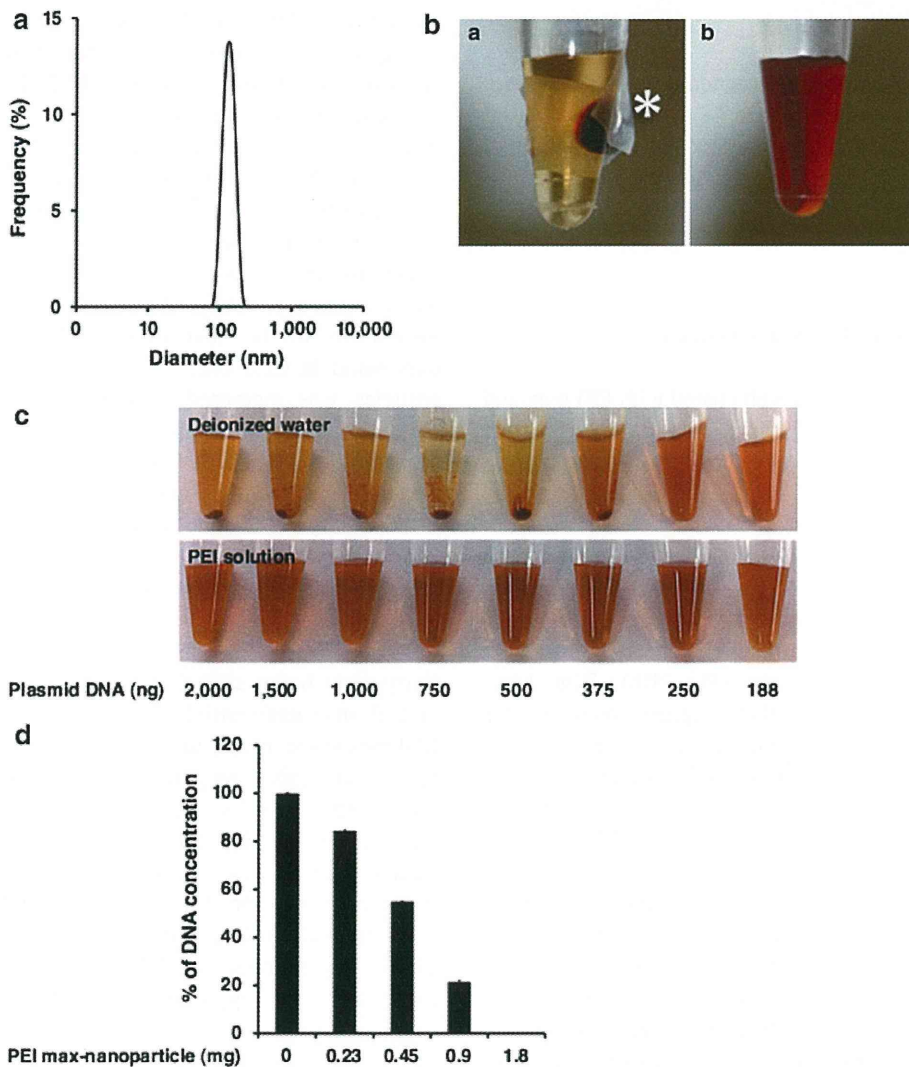 a
15
10
5
0
Frequency (%)
0 10 100 1,000 10,000
Diameter (nm)
b
a
*
b
c
Deionized water
PEI solution
Plasmid DNA (ng) 2,000 1,500 1,000 750 500 375 250 188
d
120
100
80
60
40
20
0
% of DNA concentration
PEI max-nanoparticle (mg) 0 0.23 0.45 0.9 1.8